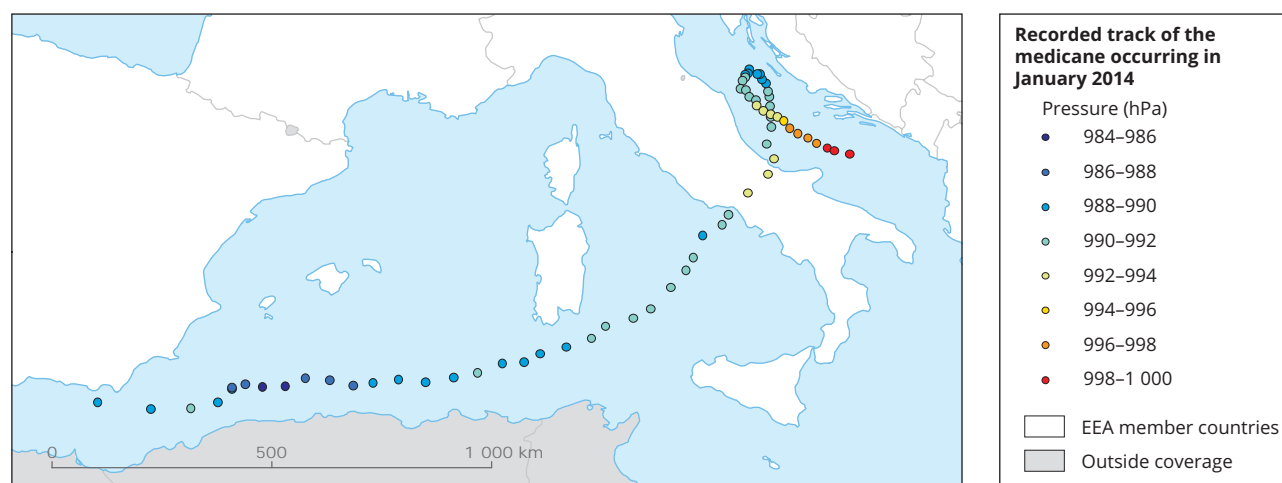 Recorded track of the
medicane occurring in
January 2014
Pressure (hPa)
984–986
986–988
988–990
990–992
992–994
994–996
996–998
998–1 000
EEA member countries
Outside coverage
0
500
1 000 km